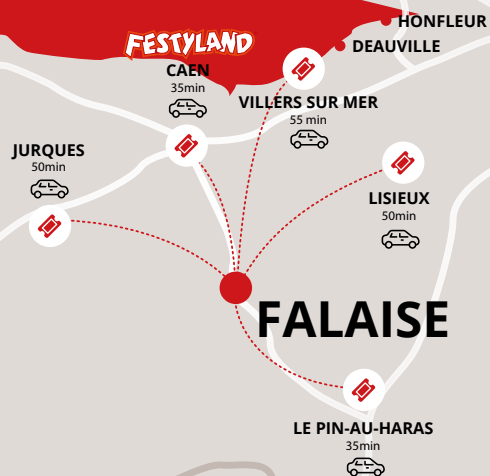 HONFLEUR
DEAUVILLE
FESTYLAND
CAEN
35min
VILLERS SUR MER
55 min
JURQUES
50min
LISIEUX
50min
FALAISE
LE PIN-AU-HARAS
35min